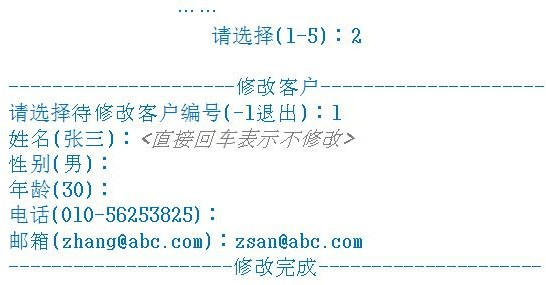 ……
请选择(1-5)：2
---------------------修改客户---------------------
请选择待修改客户编号(-1退出)：1
姓名(张三)：<直接回车表示不修改>
性别(男)：
年龄(30)：
电话(010-56253825)：
邮箱(zhang@abc.com)：zsan@abc.com
---------------------修改完成---------------------